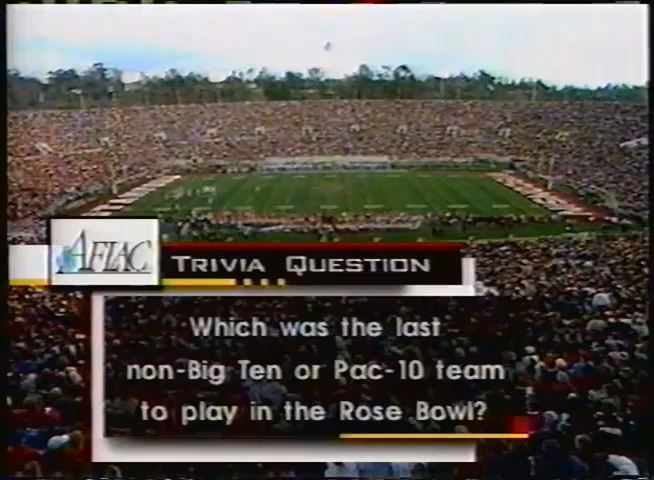 AFLAC
TRIVIA QUESTION
Which was the last
non-Big Ten or Pac-10 team
to play in the Rose Bowl?